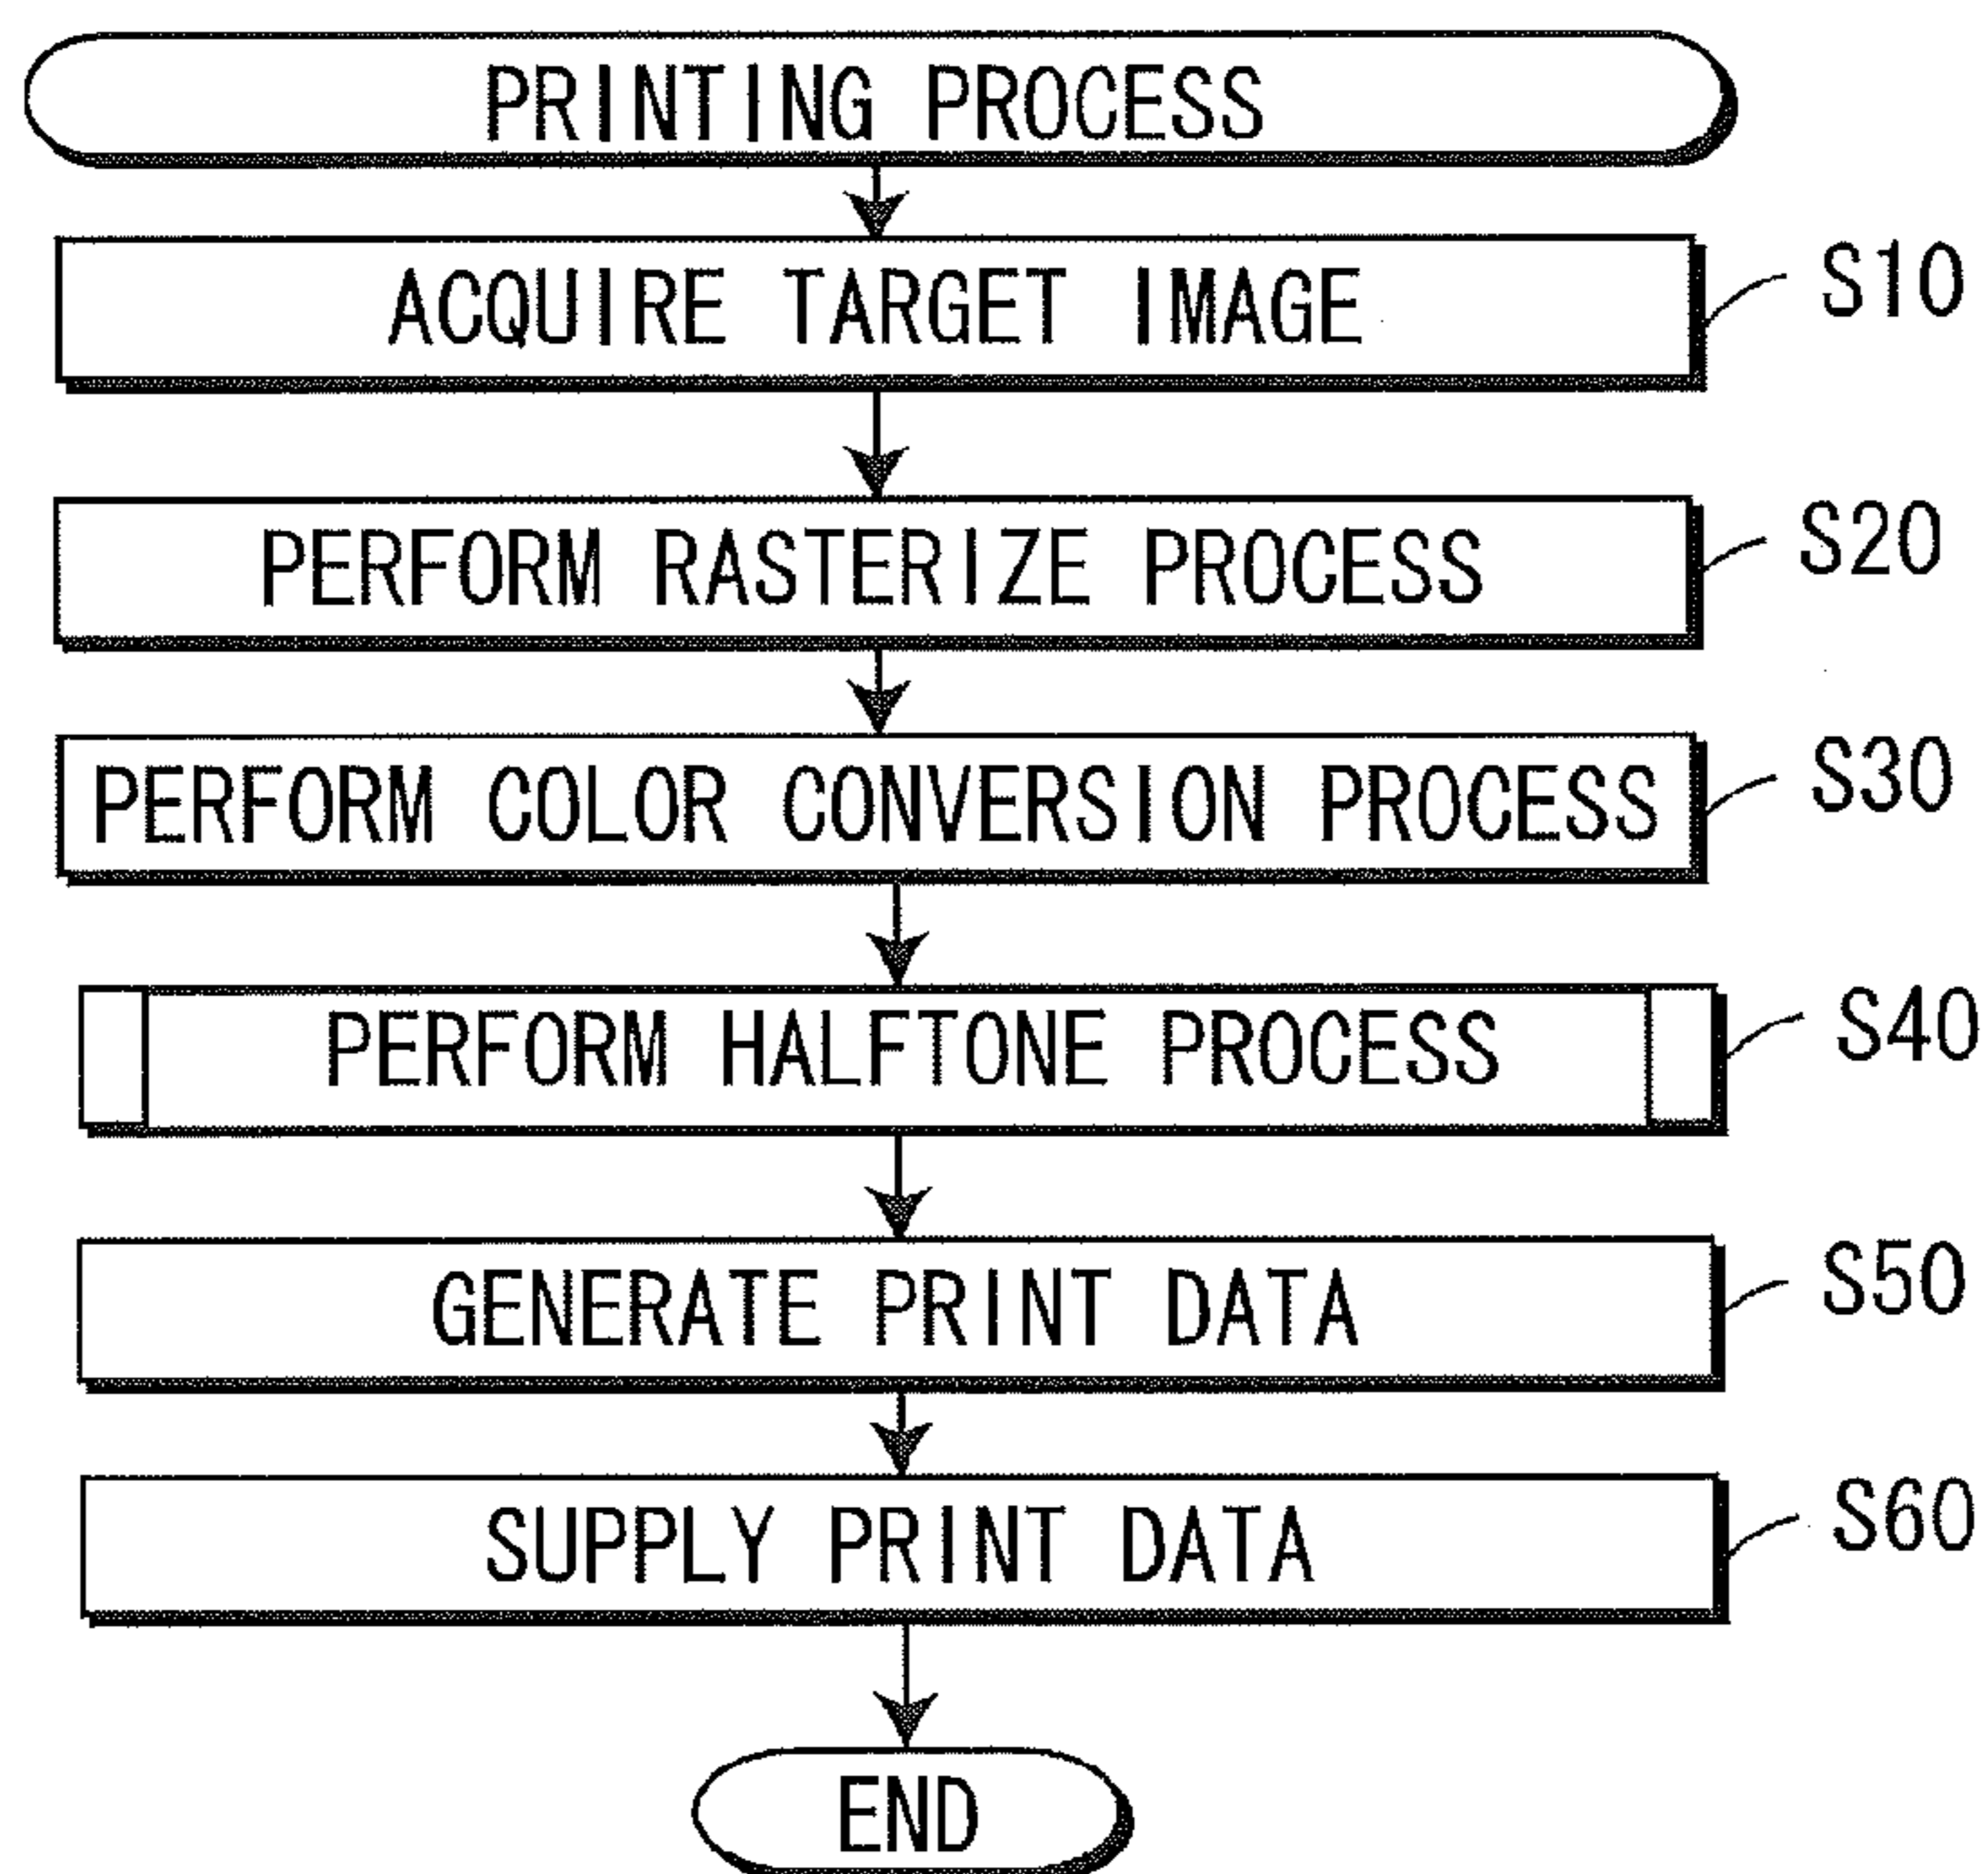 PRINTING PROCESS
ACQUIRE TARGET IMAGE S10
PERFORM RASTERIZE PROCESS S20
PERFORM COLOR CONVERSION PROCESS S30
PERFORM HALFTONE PROCESS S40
GENERATE PRINT DATA S50
SUPPLY PRINT DATA S60
END